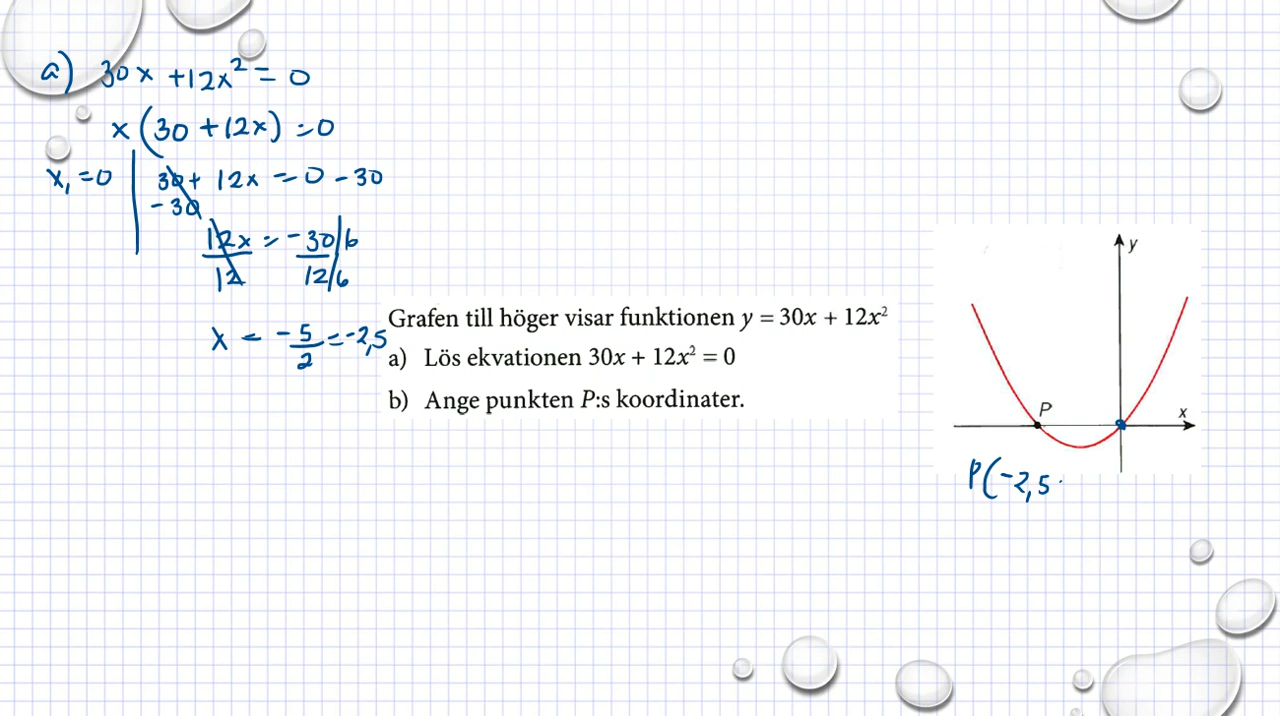 a) 30x + 12x² = 0
x (30 + 12x) = 0
x₁ = 0 | 30 + 12x = 0 - 30
- 30
12x/12 = -30/6 / 12/6
x = -5/2 = -2,5
Grafen till höger visar funktionen y = 30x + 12x²
a) Lös ekvationen 30x + 12x² = 0
b) Ange punkten P:s koordinater.
y
P
x
P(-2,5